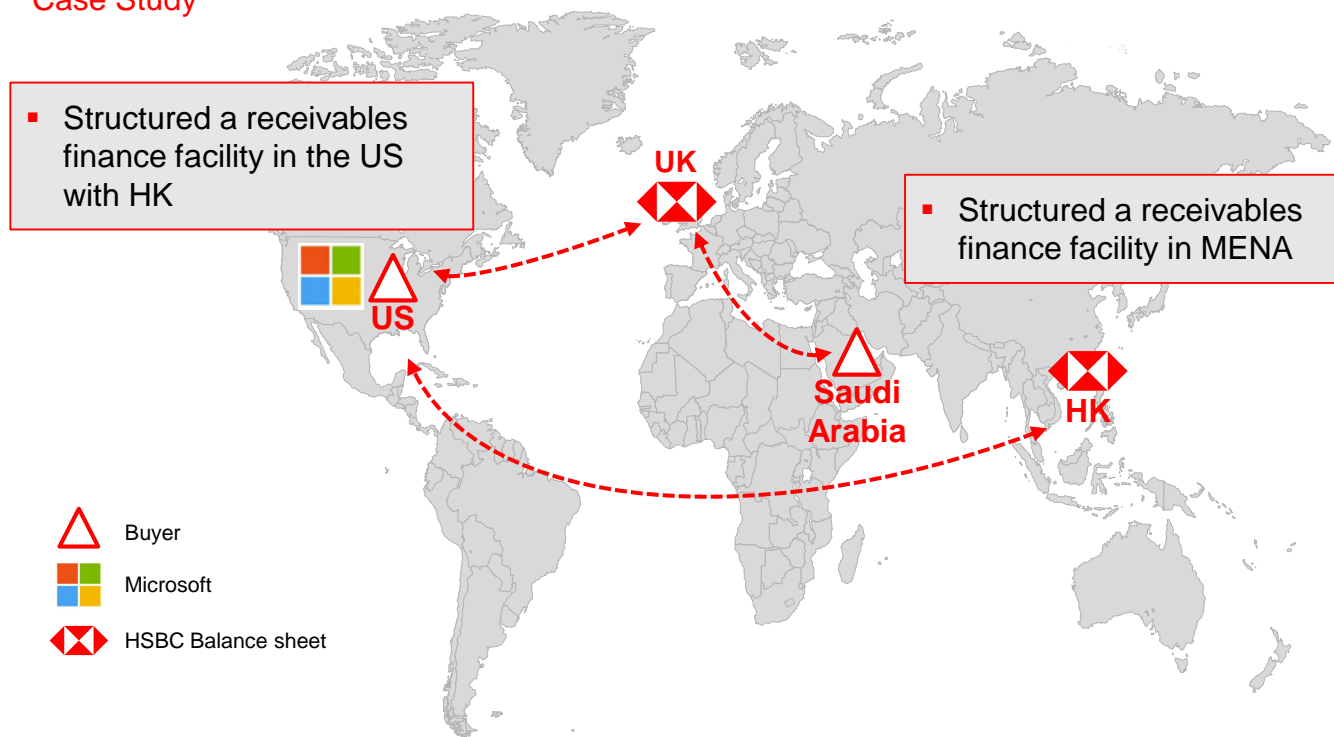 Case Study
▪ Structured a receivables
finance facility in the US
with HK
UK
▪ Structured a receivables
finance facility in MENA
US
Saudi
Arabia
HK
Buyer
Microsoft
HSBC Balance sheet